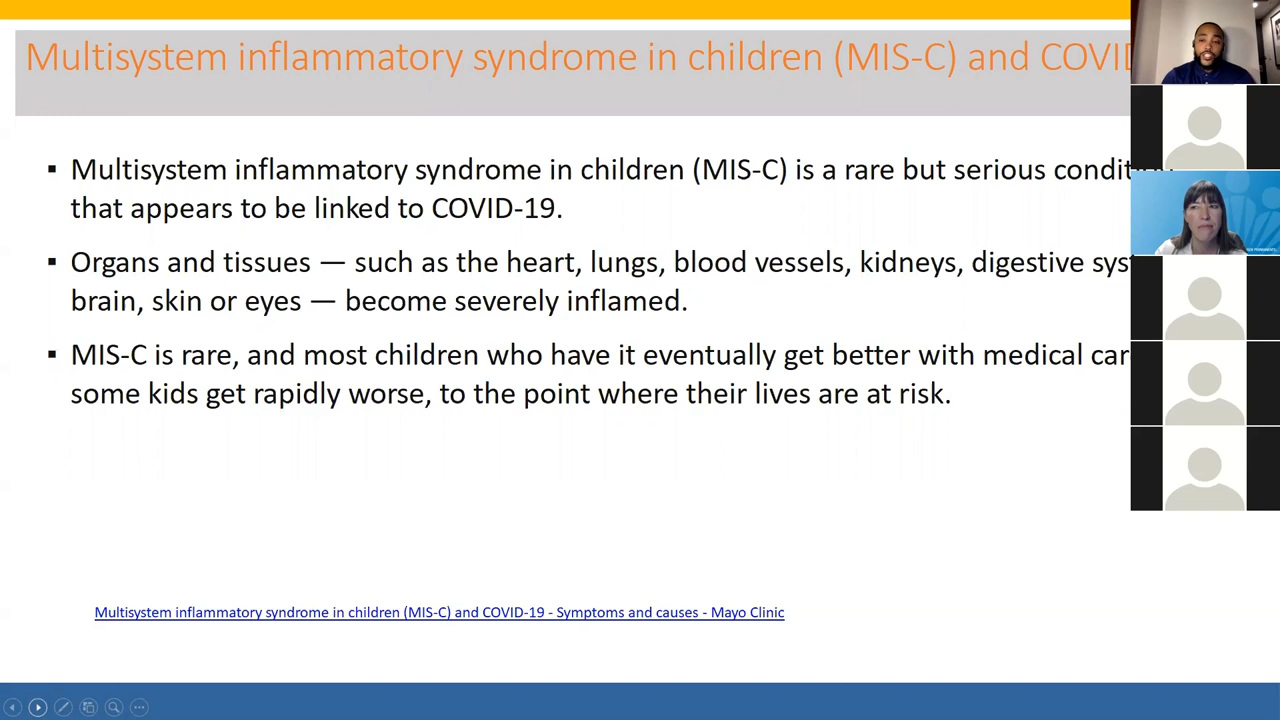 Multisystem inflammatory syndrome in children (MIS-C) and
▪ Multisystem inflammatory syndrome in children (MIS-C) is a rare but serious
that appears to be linked to COVID-19.
▪ Organs and tissues — such as the heart, lungs, blood vessels, kidneys, digestive
brain, skin or eyes — become severely inflamed.
▪ MIS-C is rare, and most children who have it eventually get better with medical
some kids get rapidly worse, to the point where their lives are at risk.
Multisystem inflammatory syndrome in children (MIS-C) and COVID-19 - Symptoms and causes - Mayo Clinic